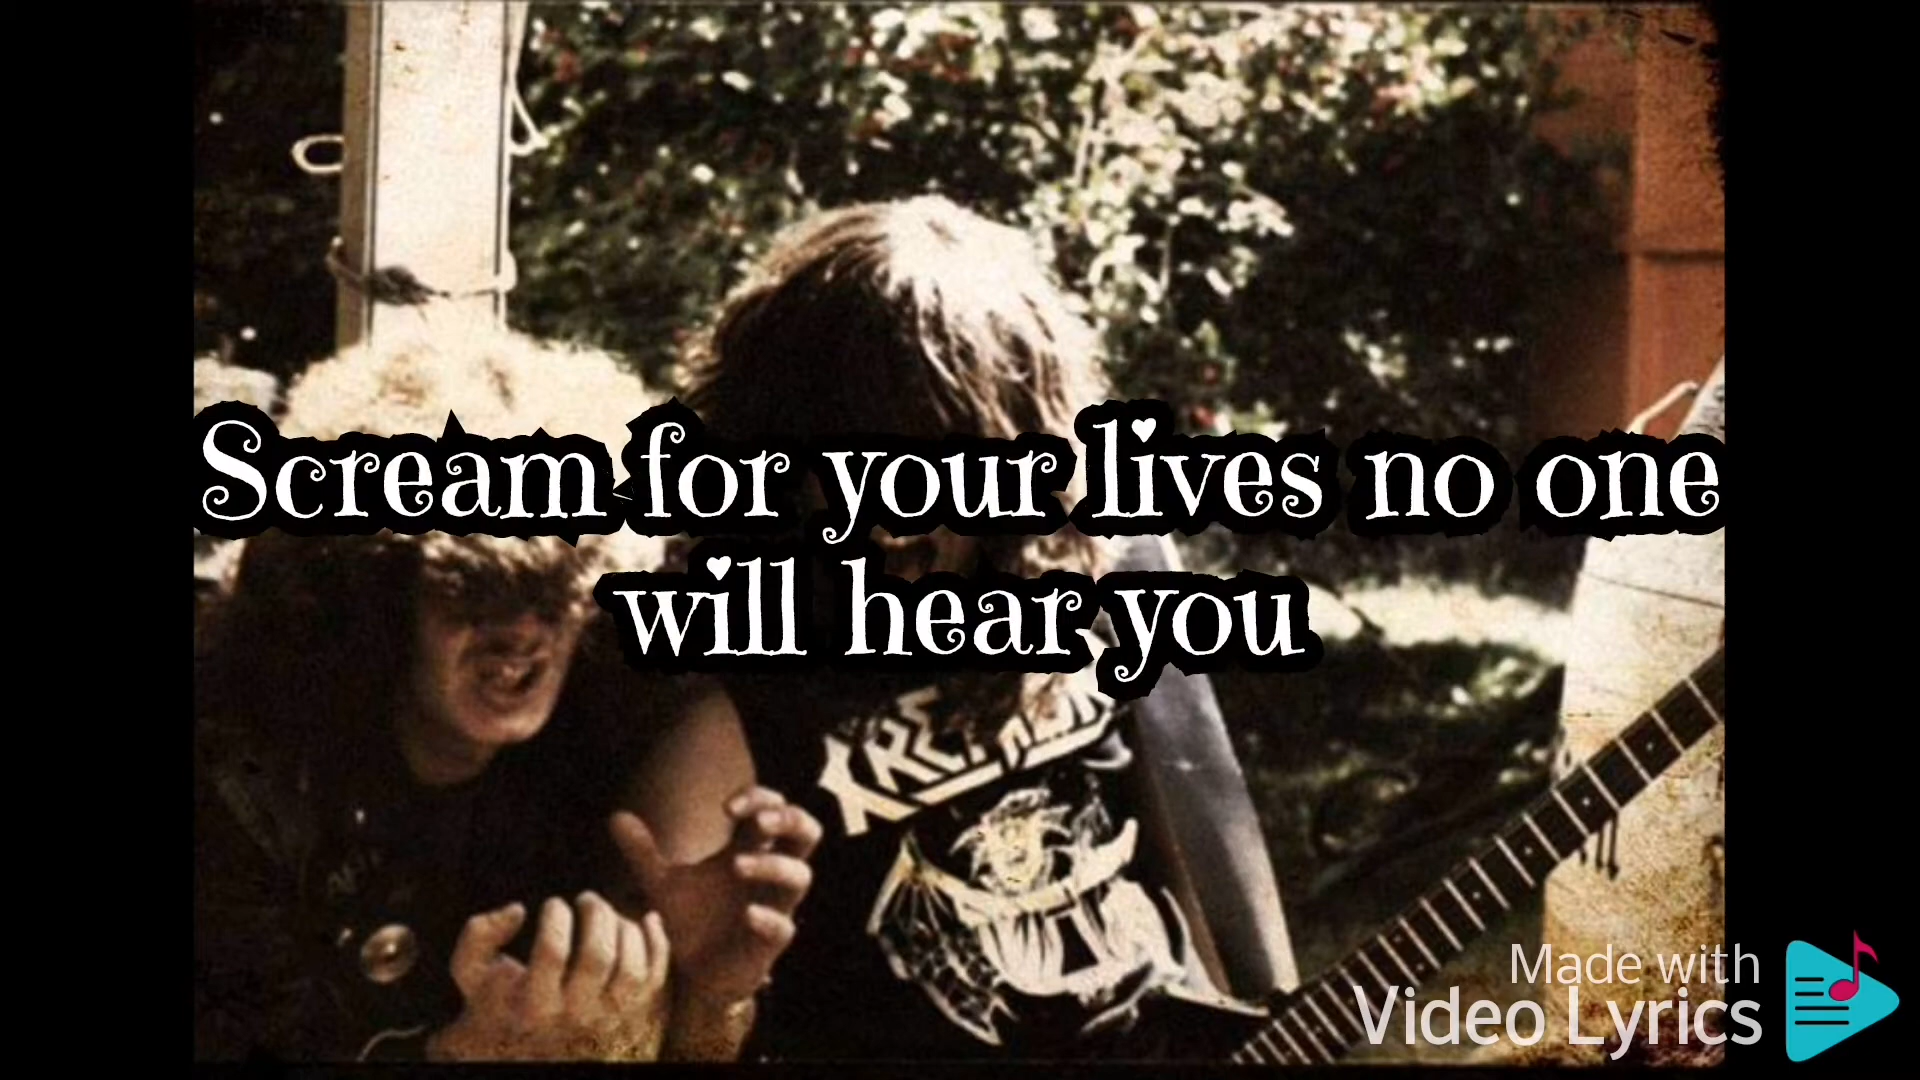 Scream for your lives no one
will hear you
Made with
Video Lyrics